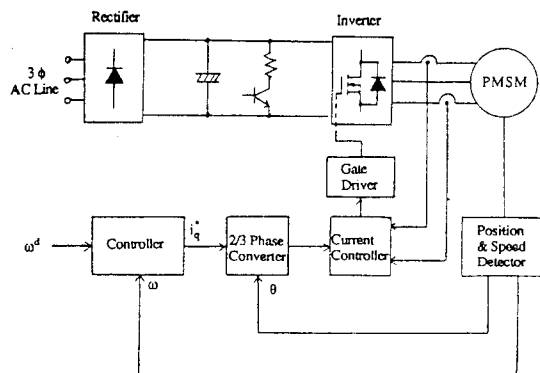 Rectifier
Inverter
3 ϕ
AC Line
PMSM
Gate
Driver
ω^d
Controller
i_q^*
2/3 Phase
Converter
Current
Controller
Position
& Speed
Detector
ω
θ